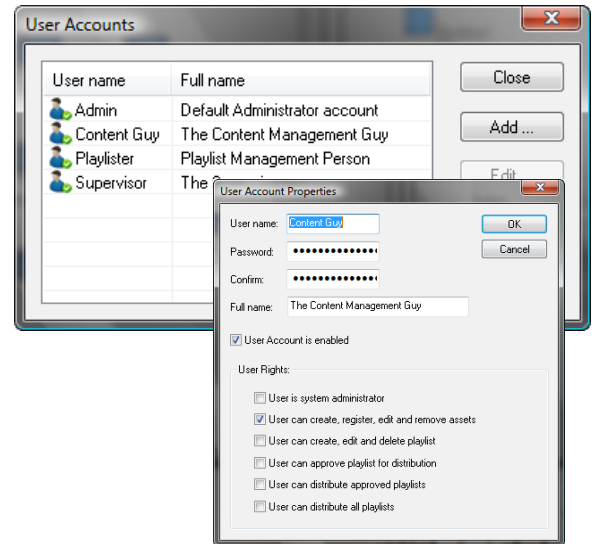 User Accounts
User name Full name
Close
Admin Default Administrator account
Content Guy The Content Management Guy
Add ...
Playlister Playlist Management Person
Supervisor The
Edit
User Account Properties
User name: Content Guy
OK
Password: ••••••••••••••
Cancel
Confirm: ••••••••••••••
Full name: The Content Management Guy
User Account is enabled
User Rights:
User is system administrator
User can create, register, edit and remove assets
User can create, edit and delete playlist
User can approve playlist for distribution
User can distribute approved playlists
User can distribute all playlists